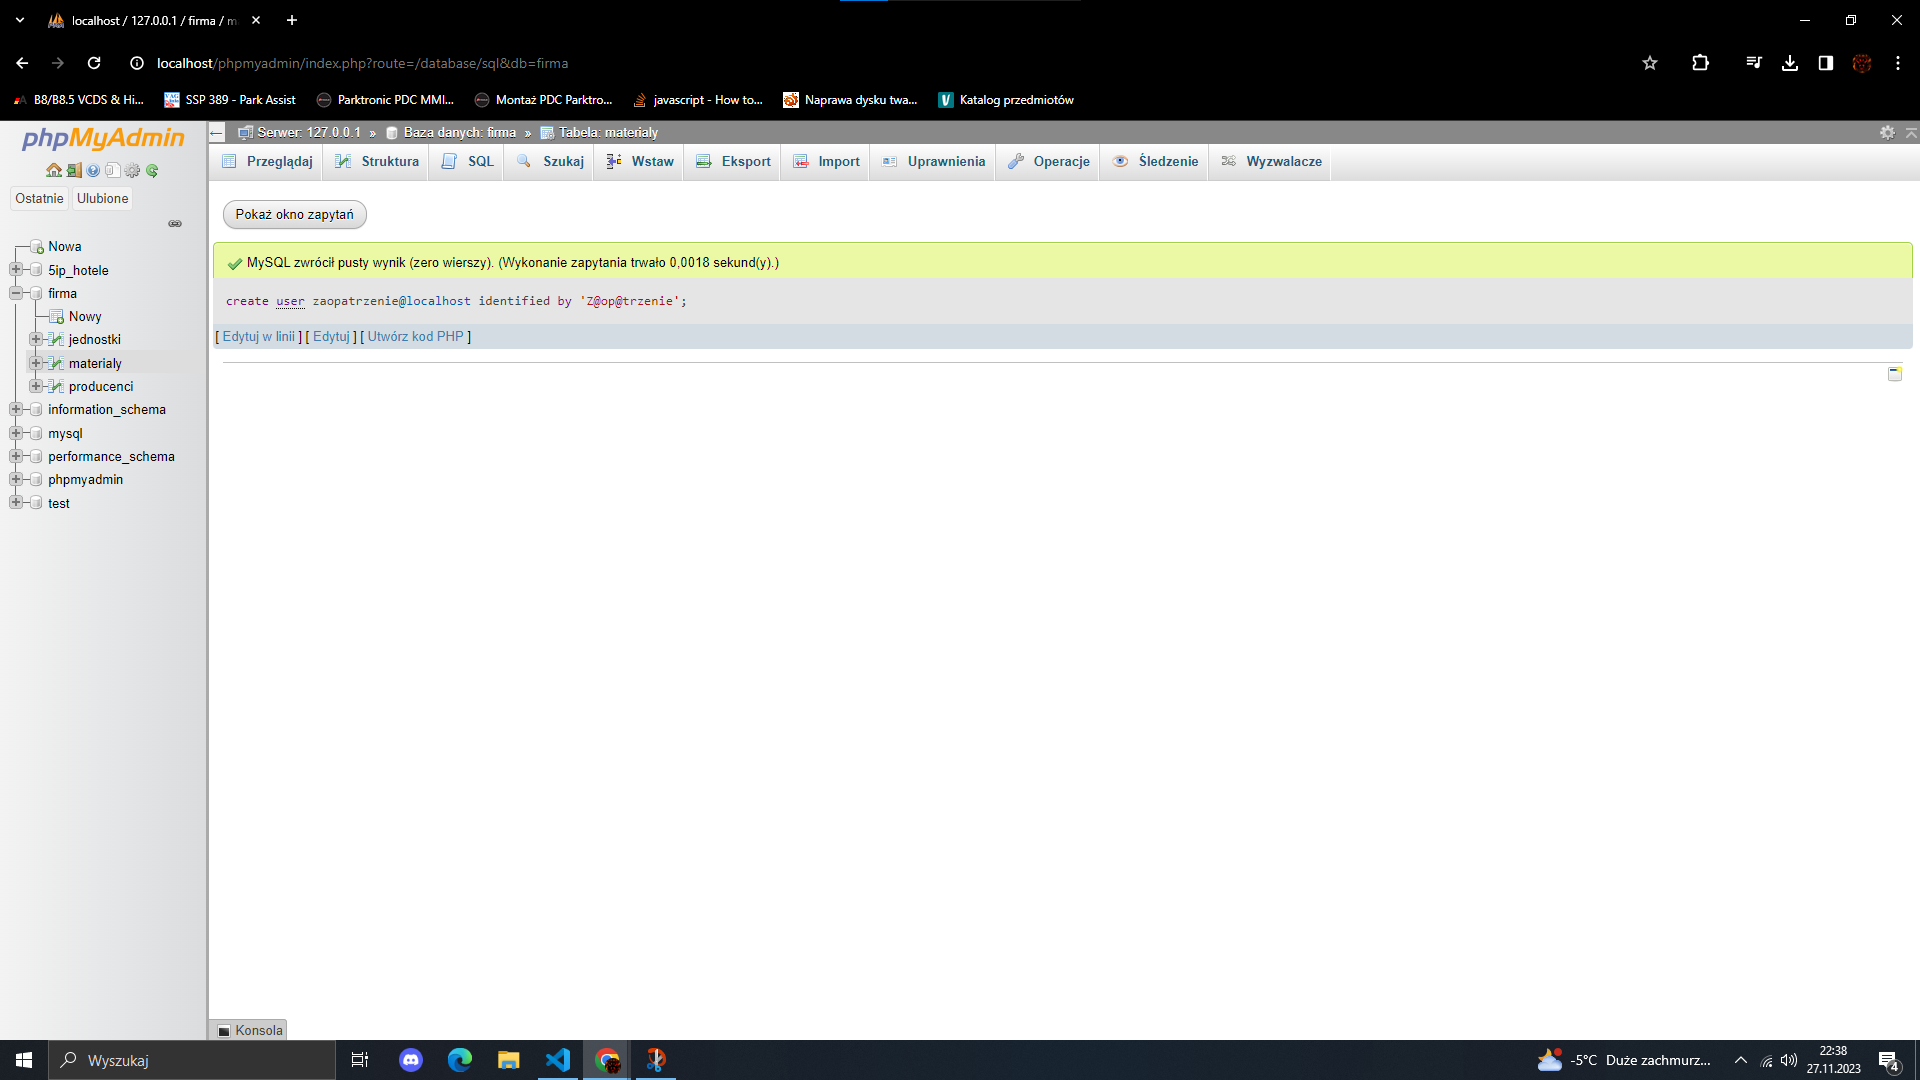 localhost / 127.0.0.1 / firma / m
localhost/phpmyadmin/index.php?route=/database/sql&db=firma
B8/B8.5 VCDS & Hi...
SSP 389 - Park Assist
Parktronic PDC MMI...
Montaż PDC Parktro...
javascript - How to...
Naprawa dysku twa...
Katalog przedmiotów
phpMyAdmin
Ostatnie
Ulubione
Nowa
5ip_hotele
firma
Nowy
jednostki
materialy
producenci
information_schema
mysql
performance_schema
phpmyadmin
test
Serwer: 127.0.0.1 » Baza danych: firma » Tabela: materialy
Przeglądaj
Struktura
SQL
Szukaj
Wstaw
Eksport
Import
Uprawnienia
Operacje
Śledzenie
Wyzwalacze
Pokaż okno zapytań
MySQL zwrócił pusty wynik (zero wierszy). (Wykonanie zapytania trwało 0,0018 sekund(y).)
create user zaopatrzenie@localhost identified by 'Z@op@trzenie';
[ Edytuj w linii ] [ Edytuj ] [ Utwórz kod PHP ]
Konsola
Wyszukaj
-5°C Duże zachmurz...
22:38
27.11.2023
4